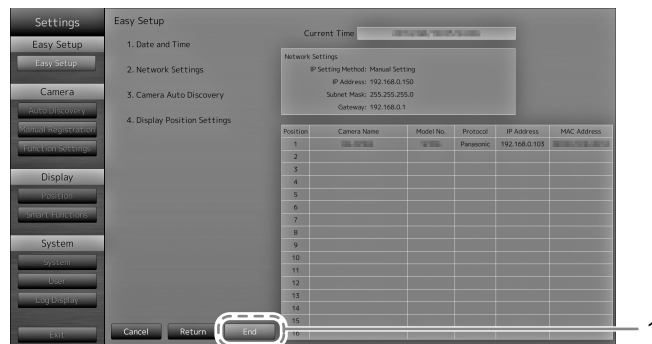 Settings
Easy Setup
Easy Setup
Camera
Auto Discovery
Manual Registration
Function Settings
Display
Position
Smart Functions
System
System
User
Log Display
Exit
Easy Setup
1. Date and Time
2. Network Settings
3. Camera Auto Discovery
4. Display Position Settings
Cancel Return End
Current Time
Network Settings
IP Setting Method: Manual Setting
IP Address: 192.168.0.150
Subnet Mask: 255.255.255.0
Gateway: 192.168.0.1
Position Camera Name Model No. Protocol IP Address MAC Address
1 Panasonic 192.168.0.103
2
3
4
5
6
7
8
9
10
11
12
13
14
15
16